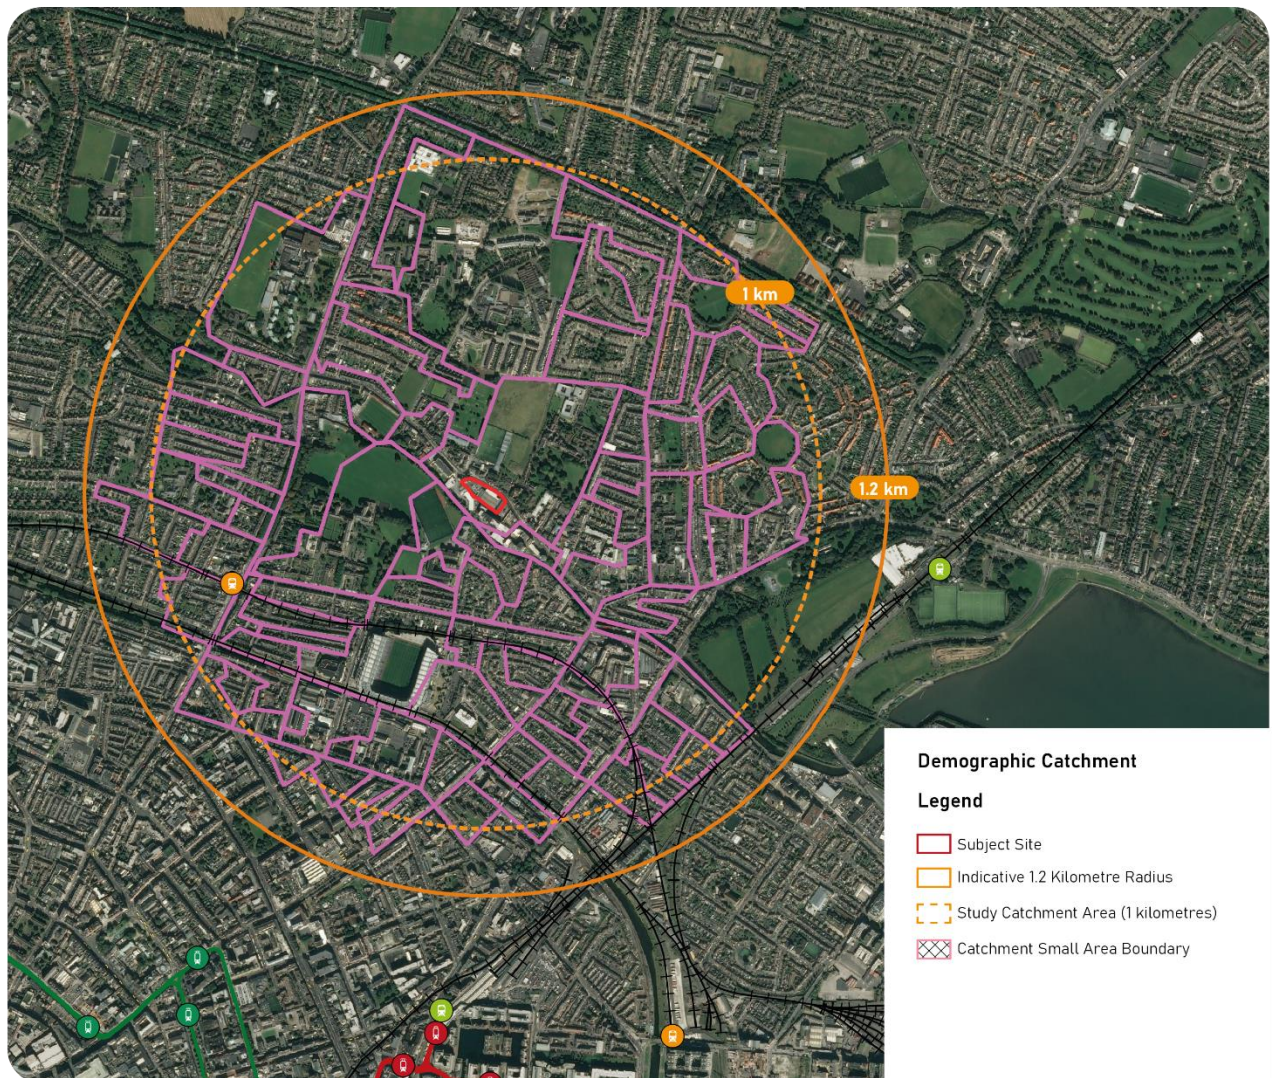 1 km
1.2 km
Demographic Catchment
Legend
Subject Site
Indicative 1.2 Kilometre Radius
Study Catchment Area (1 kilometres)
Catchment Small Area Boundary